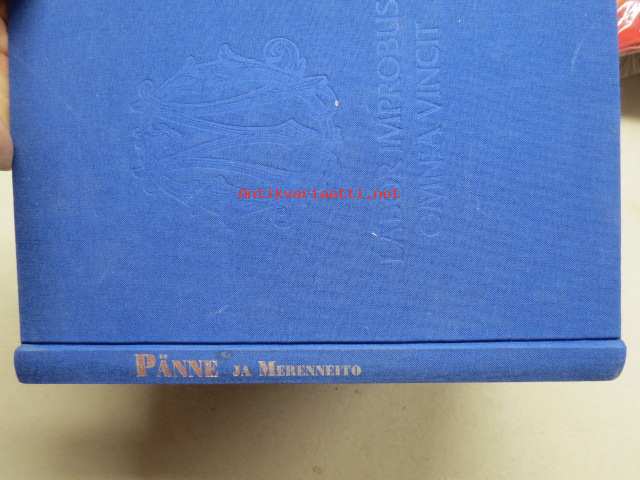 LABOR IMPROBUS
OMNIA VINCIT
Antikvariaatti.net
PÄNNE JA MERENNEITO